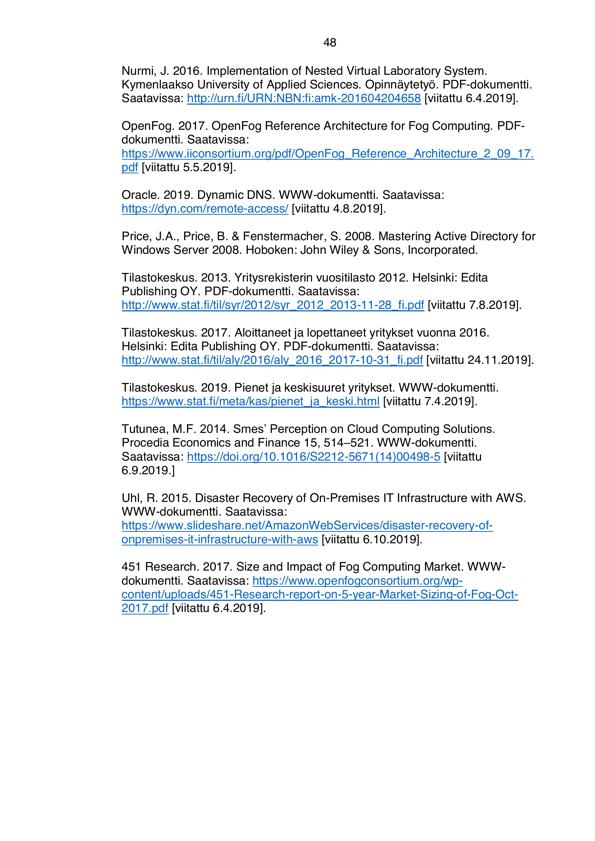 48
Nurmi, J. 2016. Implementation of Nested Virtual Laboratory System.
Kymenlaakso University of Applied Sciences. Opinnäytetyö. PDF-dokumentti.
Saatavissa: http://urn.fi/URN:NBN:fi:amk-201604204658 [viitattu 6.4.2019].
OpenFog. 2017. OpenFog Reference Architecture for Fog Computing. PDF-
dokumentti. Saatavissa:
https://www.iiconsortium.org/pdf/OpenFog_Reference_Architecture_2_09_17.
pdf [viitattu 5.5.2019].
Oracle. 2019. Dynamic DNS. WWW-dokumentti. Saatavissa:
https://dyn.com/remote-access/ [viitattu 4.8.2019].
Price, J.A., Price, B. & Fenstermacher, S. 2008. Mastering Active Directory for
Windows Server 2008. Hoboken: John Wiley & Sons, Incorporated.
Tilastokeskus. 2013. Yritysrekisterin vuositilasto 2012. Helsinki: Edita
Publishing OY. PDF-dokumentti. Saatavissa:
http://www.stat.fi/til/syr/2012/syr_2012_2013-11-28_fi.pdf [viitattu 7.8.2019].
Tilastokeskus. 2017. Aloittaneet ja lopettaneet yritykset vuonna 2016.
Helsinki: Edita Publishing OY. PDF-dokumentti. Saatavissa:
http://www.stat.fi/til/aly/2016/aly_2016_2017-10-31_fi.pdf [viitattu 24.11.2019].
Tilastokeskus. 2019. Pienet ja keskisuuret yritykset. WWW-dokumentti.
https://www.stat.fi/meta/kas/pienet_ja_keski.html [viitattu 7.4.2019].
Tutunea, M.F. 2014. Smes’ Perception on Cloud Computing Solutions.
Procedia Economics and Finance 15, 514–521. WWW-dokumentti.
Saatavissa: https://doi.org/10.1016/S2212-5671(14)00498-5 [viitattu
6.9.2019.]
Uhl, R. 2015. Disaster Recovery of On-Premises IT Infrastructure with AWS.
WWW-dokumentti. Saatavissa:
https://www.slideshare.net/AmazonWebServices/disaster-recovery-of-
onpremises-it-infrastructure-with-aws [viitattu 6.10.2019].
451 Research. 2017. Size and Impact of Fog Computing Market. WWW-
dokumentti. Saatavissa: https://www.openfogconsortium.org/wp-
content/uploads/451-Research-report-on-5-year-Market-Sizing-of-Fog-Oct-
2017.pdf [viitattu 6.4.2019].